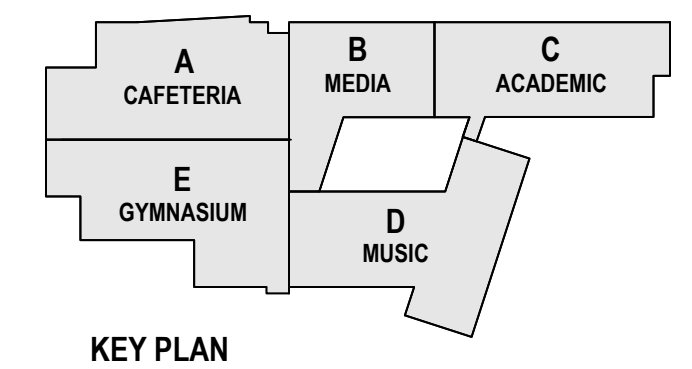 A
CAFETERIA
B
MEDIA
C
ACADEMIC
E
GYMNASIUM
D
MUSIC
KEY PLAN